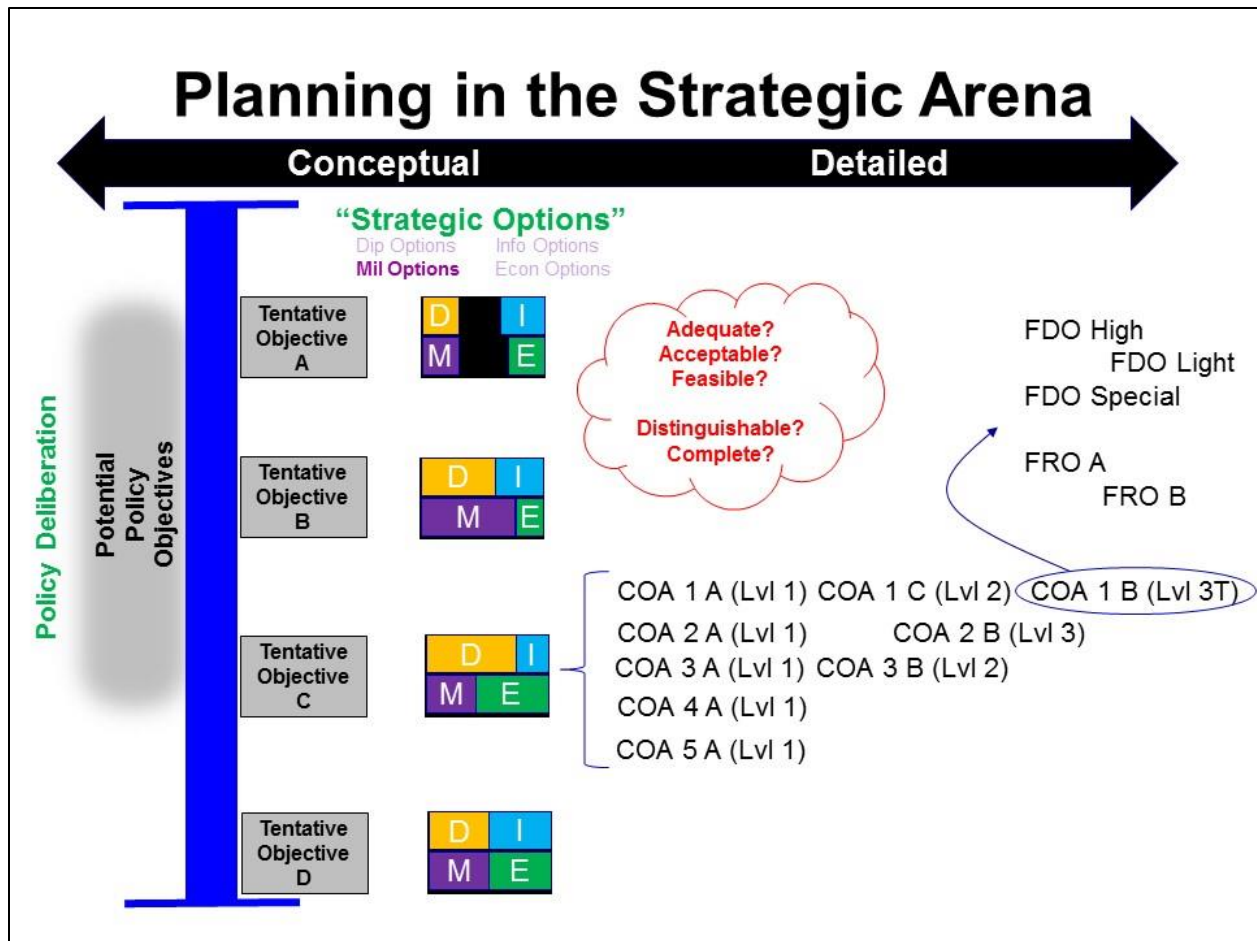 Planning in the Strategic Arena
Conceptual Detailed
“Strategic Options”
Dip Options Info Options
Mil Options Econ Options
Policy Deliberation
Potential
Policy
Objectives
Tentative
Objective
A
D I
M E
Adequate?
Acceptable?
Feasible?
Distinguishable?
Complete?
FDO High
FDO Light
FDO Special
FRO A
FRO B
Tentative
Objective
B
D I
M E
Tentative
Objective
C
D I
M E
COA 1 A (Lvl 1) COA 1 C (Lvl 2) COA 1 B (Lvl 3T)
COA 2 A (Lvl 1) COA 2 B (Lvl 3)
COA 3 A (Lvl 1) COA 3 B (Lvl 2)
COA 4 A (Lvl 1)
COA 5 A (Lvl 1)
Tentative
Objective
D
D I
M E